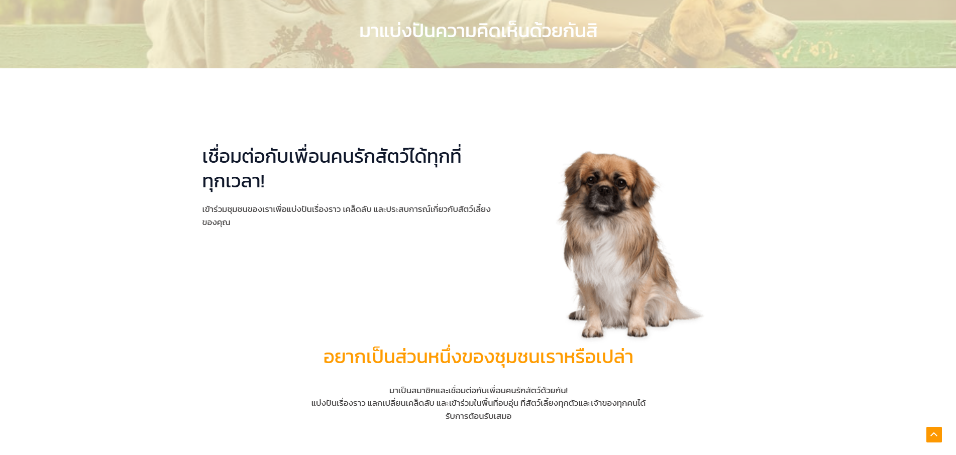 มาแบ่งปันความคิดเห็นด้วยกันสิ
เชื่อมต่อกับเพื่อนคนรักสัตว์ได้ทุกที่
ทุกเวลา!
เข้าร่วมชุมชนของเราเพื่อแบ่งปันเรื่องราว เคล็ดลับ และประสบการณ์เกี่ยวกับสัตว์เลี้ยง
ของคุณ
อยากเป็นส่วนหนึ่งของชุมชนเราหรือเปล่า
มาเป็นสมาชิกและเชื่อมต่อกันกับเพื่อนคนรักสัตว์ด้วยกัน!
แบ่งปันเรื่องราว แลกเปลี่ยนเคล็ดลับ และเข้าร่วมในพื้นที่อบอุ่น ที่สัตว์เลี้ยงทุกตัวและเจ้าของทุกคนได้
รับการต้อนรับเสมอ